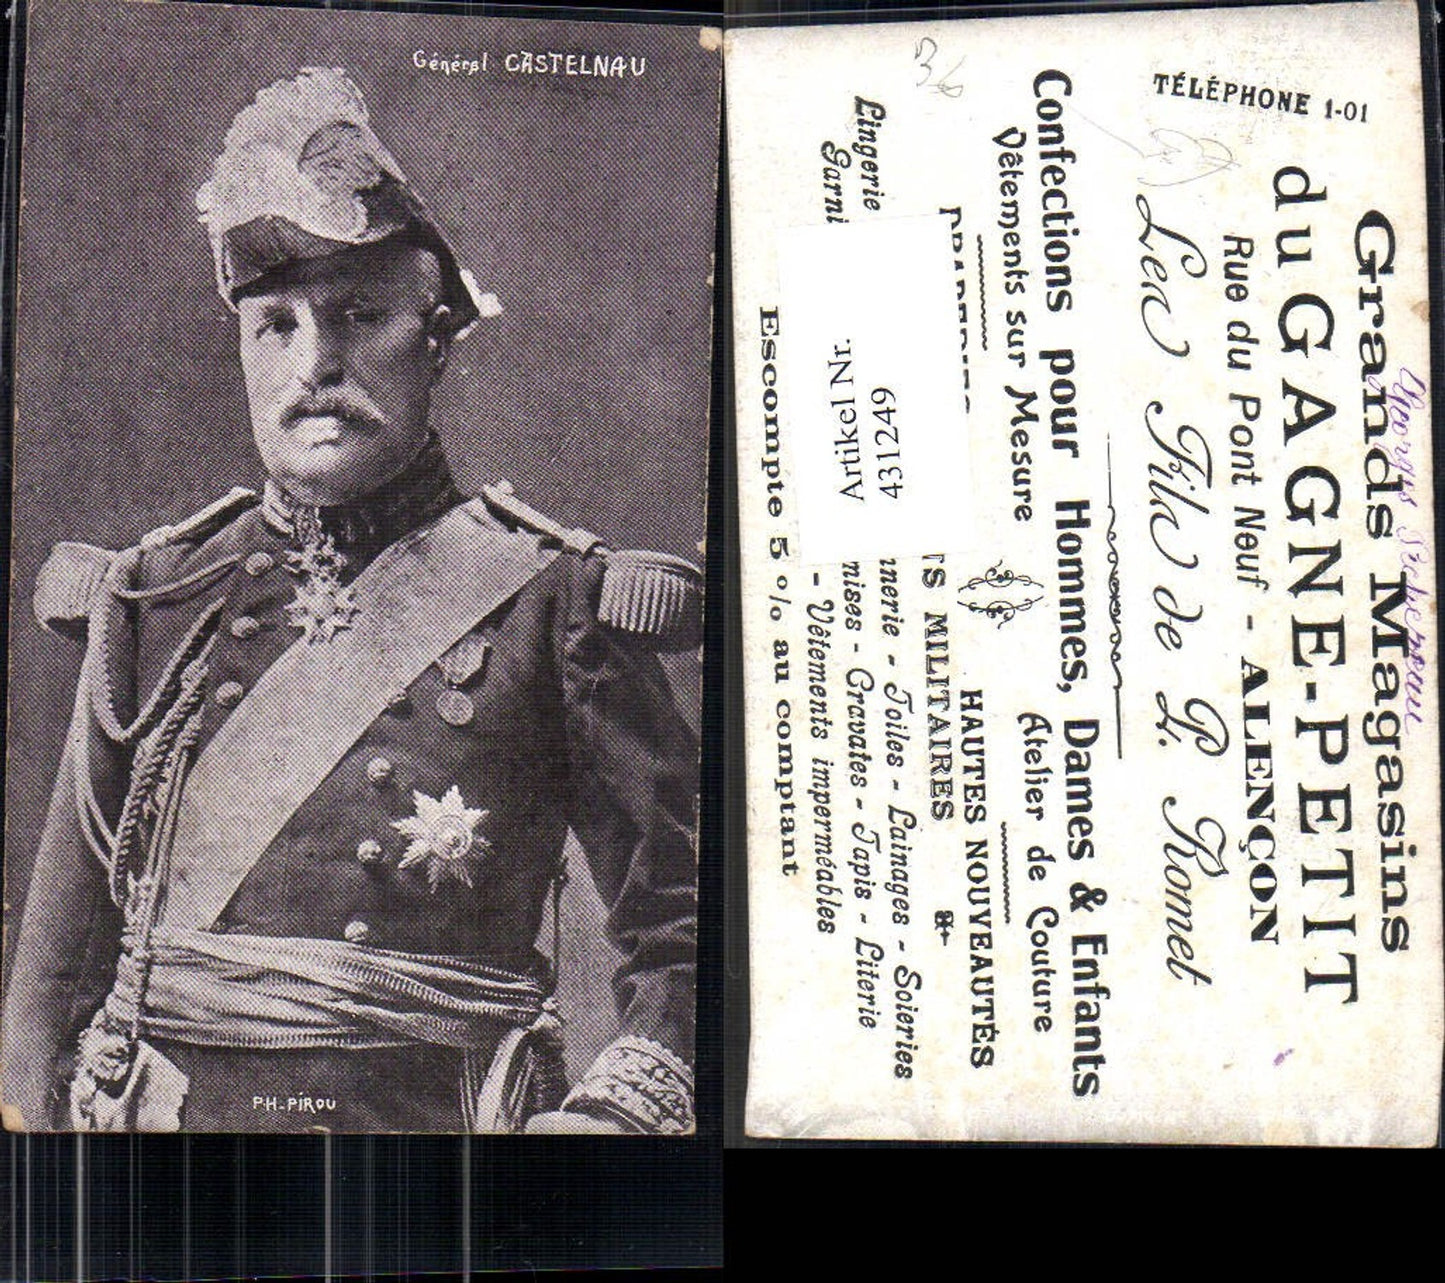 Général CASTELNAU
PH-PIROU
TÉLÉPHONE 1-01
Grands Magasins
du GAGNE-PETIT
Rue du Pont Neuf - ALENÇON
Les Fils de P. Romet
Confections pour Hommes, Dames & Enfants
Vêtements sur Mesure
Atelier de Couture
HAUTES NOUVEAUTÉS
MILITAIRES
Lingerie
nnerie - Toiles - Lainages - Soieries
Garni
mises - Cravates - Tapis - Literie
- Vêtements imperméables
Escompte 5 o/o au comptant
Artikel Nr.
431249
36